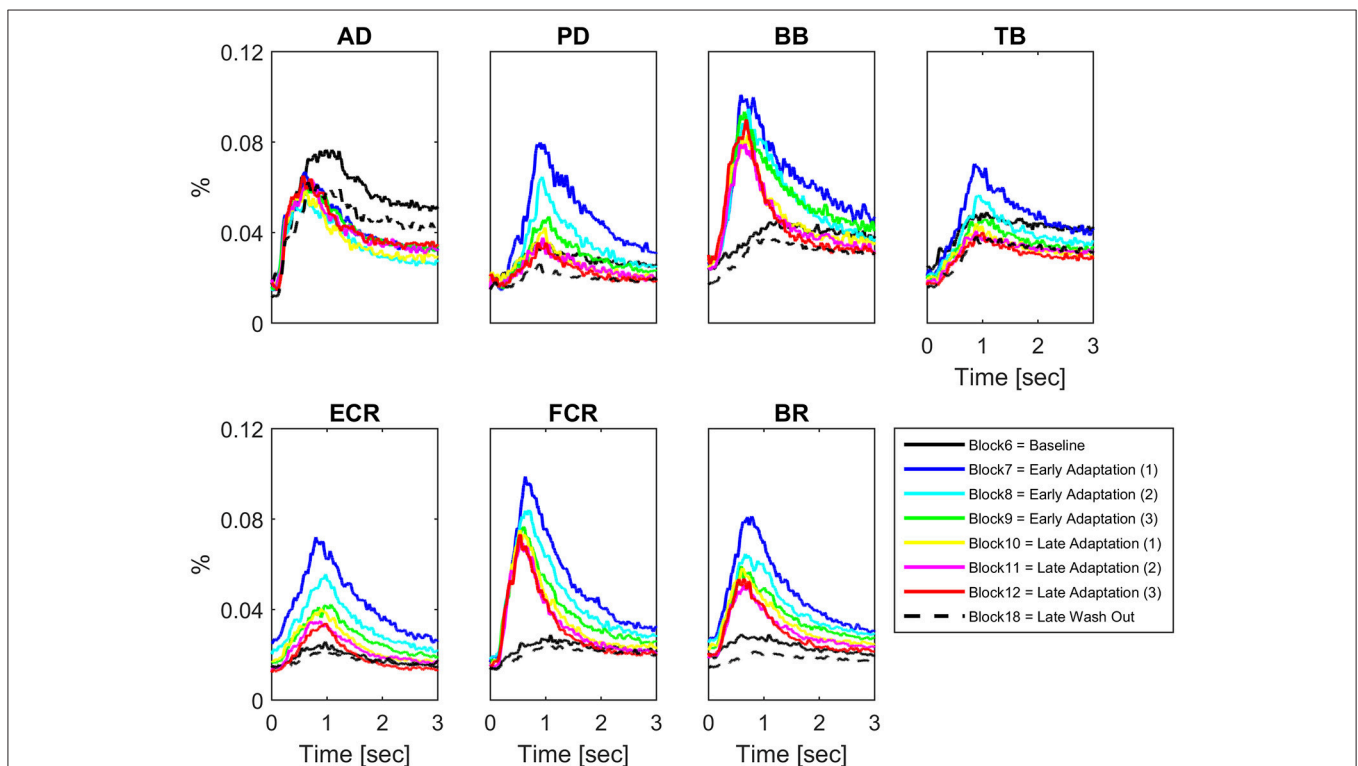 AD
PD
BB
TB
0.12
0.08
0.04
0
%
0 1 2 3
Time [sec]
ECR
FCR
BR
0.12
0.08
0.04
0
%
0 1 2 3
0 1 2 3
0 1 2 3
Time [sec]
Time [sec]
Time [sec]
Block6 = Baseline
Block7 = Early Adaptation (1)
Block8 = Early Adaptation (2)
Block9 = Early Adaptation (3)
Block10 = Late Adaptation (1)
Block11 = Late Adaptation (2)
Block12 = Late Adaptation (3)
Block18 = Late Wash Out